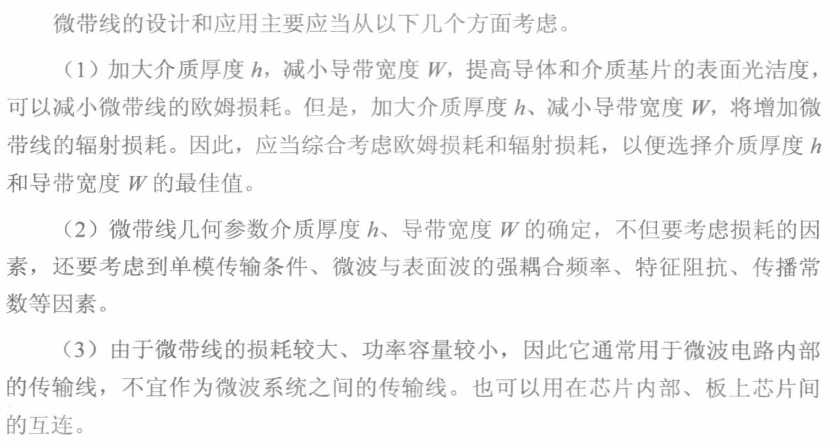 微带线的设计和应用主要应当从以下几个方面考虑。
（1）加大介质厚度 h，减小导带宽度 W，提高导体和介质基片的表面光洁度，
可以减小微带线的欧姆损耗。但是，加大介质厚度 h、减小导带宽度 W，将增加微
带线的辐射损耗。因此，应当综合考虑欧姆损耗和辐射损耗，以便选择介质厚度 h
和导带宽度 W 的最佳值。
（2）微带线几何参数介质厚度 h、导带宽度 W 的确定，不但要考虑损耗的因
素，还要考虑到单模传输条件、微波与表面波的强耦合频率、特征阻抗、传播常
数等因素。
（3）由于微带线的损耗较大、功率容量较小，因此它通常用于微波电路内部
的传输线，不宜作为微波系统之间的传输线。也可以用在芯片内部、板上芯片间
的互连。